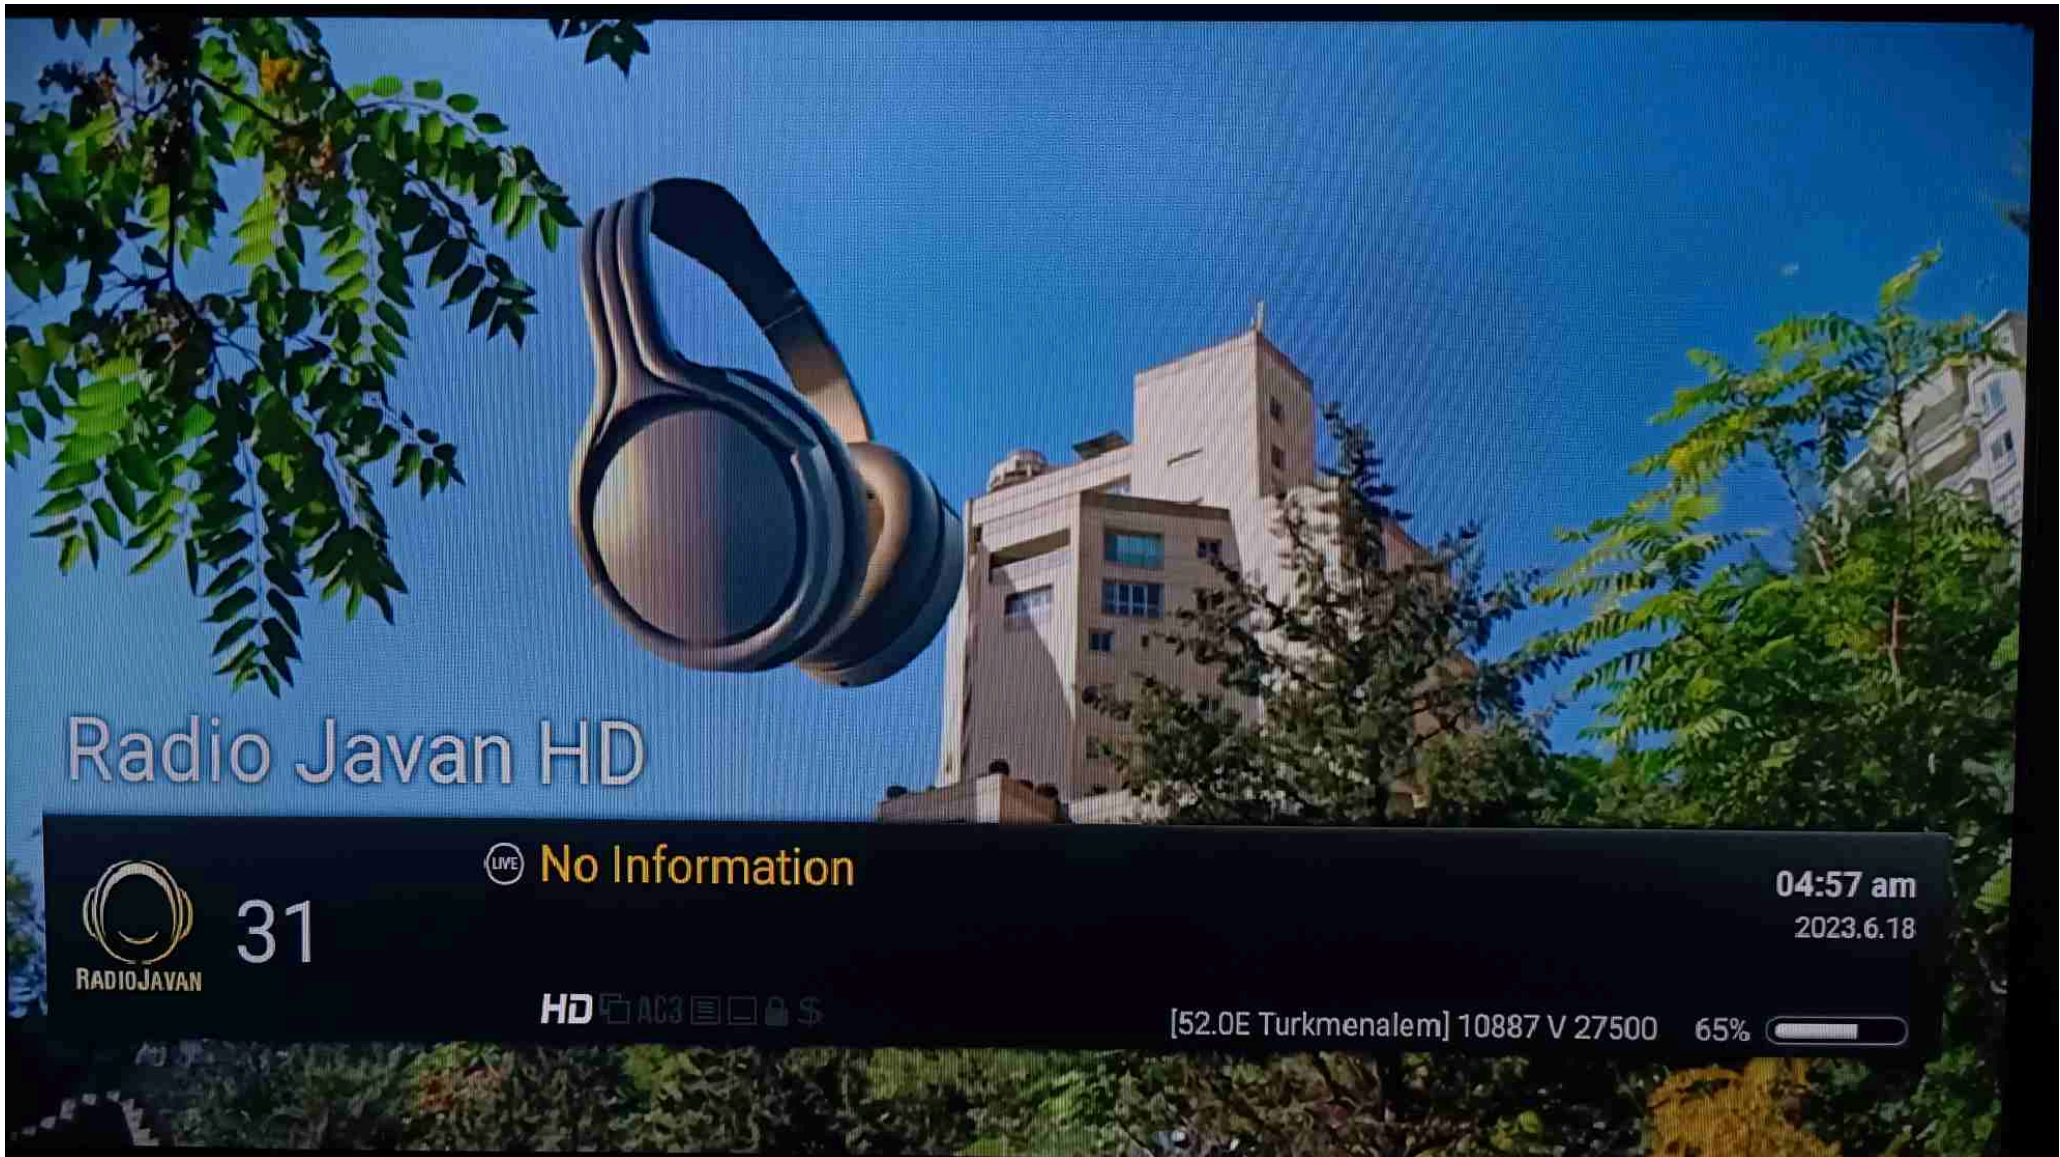 Radio Javan HD
LIVE No Information
04:57 am
2023.6.18
31
RADIOJAVAN
HD AC3 $
[52.0E Turkmenalem] 10887 V 27500 65%